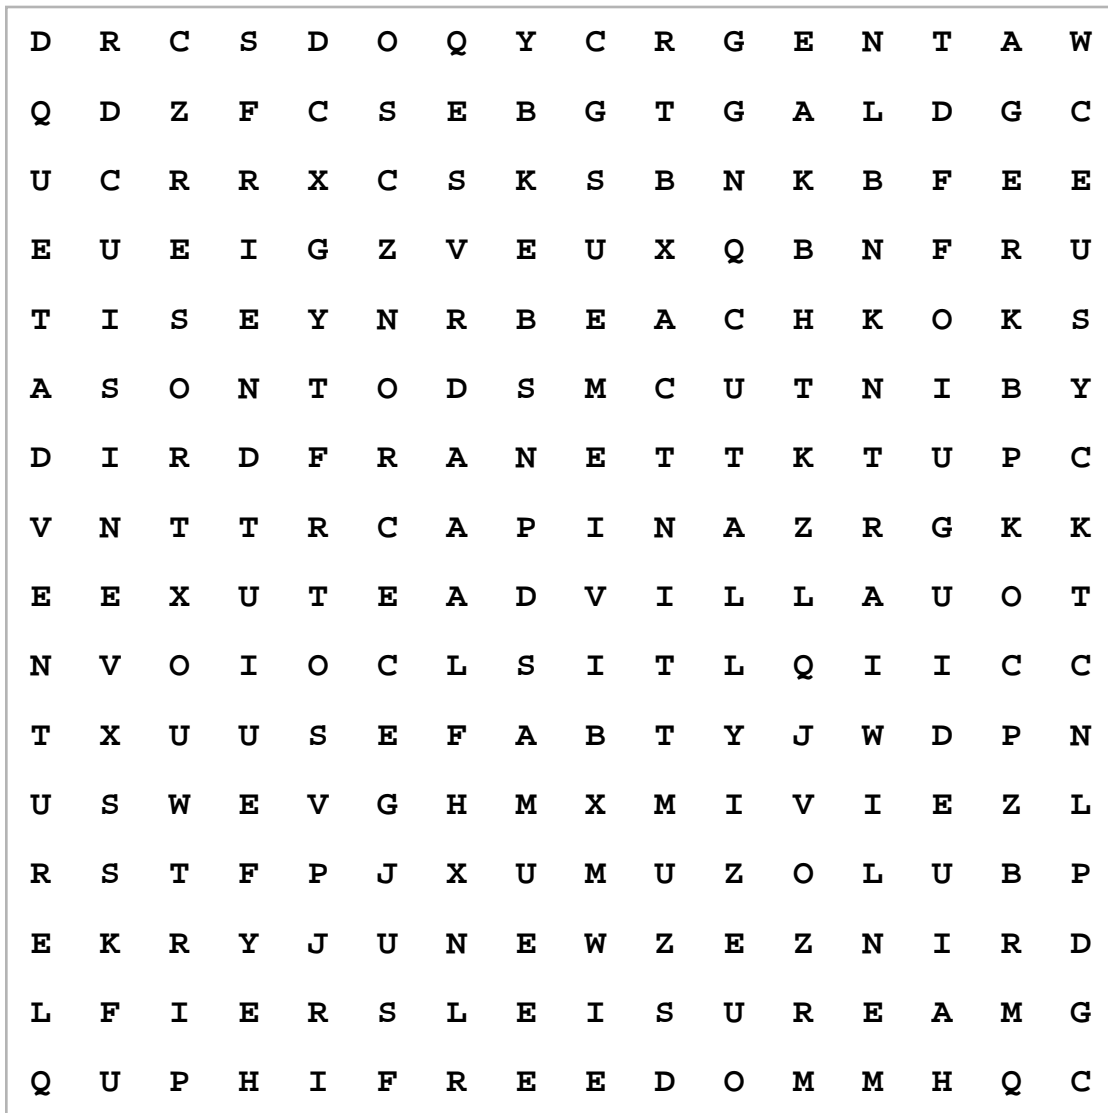 D R C S D O Q Y C R G E N T A W
Q D Z F C S E B G T G A L D G C
U C R R X C S K S B N K B F E E
E U E I G Z V E U X Q B N F R U
T I S E Y N R B E A C H K O K S
A S O N T O D S M C U T N I B Y
D I R D F R A N E T T K T U P C
V N T T R C A P I N A Z R G K K
E E X U T E A D V I L L A U O T
N V O I O C L S I T L Q I I C C
T X U U S E F A B T Y J W D P N
U S W E V G H M X M I V I E Z L
R S T F P J X U M U Z O L U B P
E K R Y J U N E W Z E Z N I R D
L F I E R S L E I S U R E A M G
Q U P H I F R E E D O M M H Q C